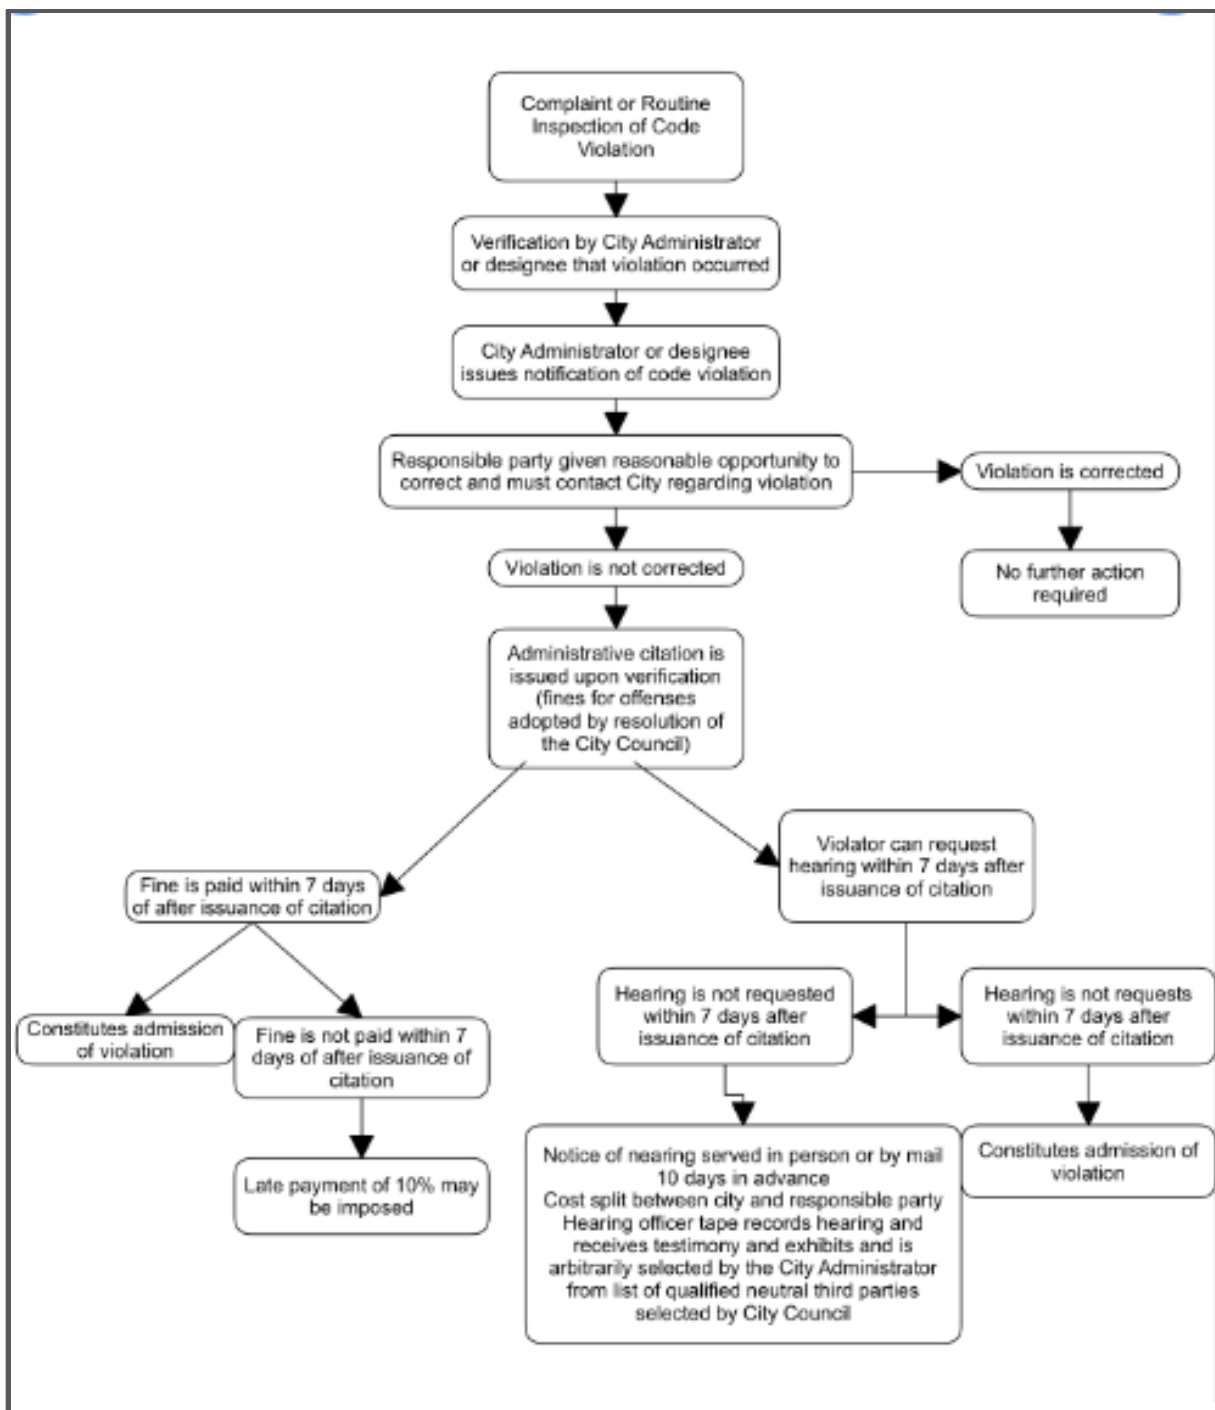 Complaint or Routine
Inspection of Code
Violation
Verification by City Administrator
or designee that violation occurred
City Administrator or designee
issues notification of code violation
Responsible party given reasonable opportunity to
correct and must contact City regarding violation
Violation is corrected
No further action
required
Violation is not corrected
Administrative citation is
issued upon verification
(fines for offenses
adopted by resolution of
the City Council)
Fine is paid within 7 days
of after issuance of citation
Violator can request
hearing within 7 days after
issuance of citation
Constitutes admission
of violation
Fine is not paid within 7
days of after issuance of
citation
Late payment of 10% may
be imposed
Hearing is not requested
within 7 days after
issuance of citation
Hearing is not requests
within 7 days after
issuance of citation
Notice of nearing served in person or by mail
10 days in advance
Cost split between city and responsible party
Hearing officer tape records hearing and
receives testimony and exhibits and is
arbitrarily selected by the City Administrator
from list of qualified neutral third parties
selected by City Council
Constitutes admission of
violation